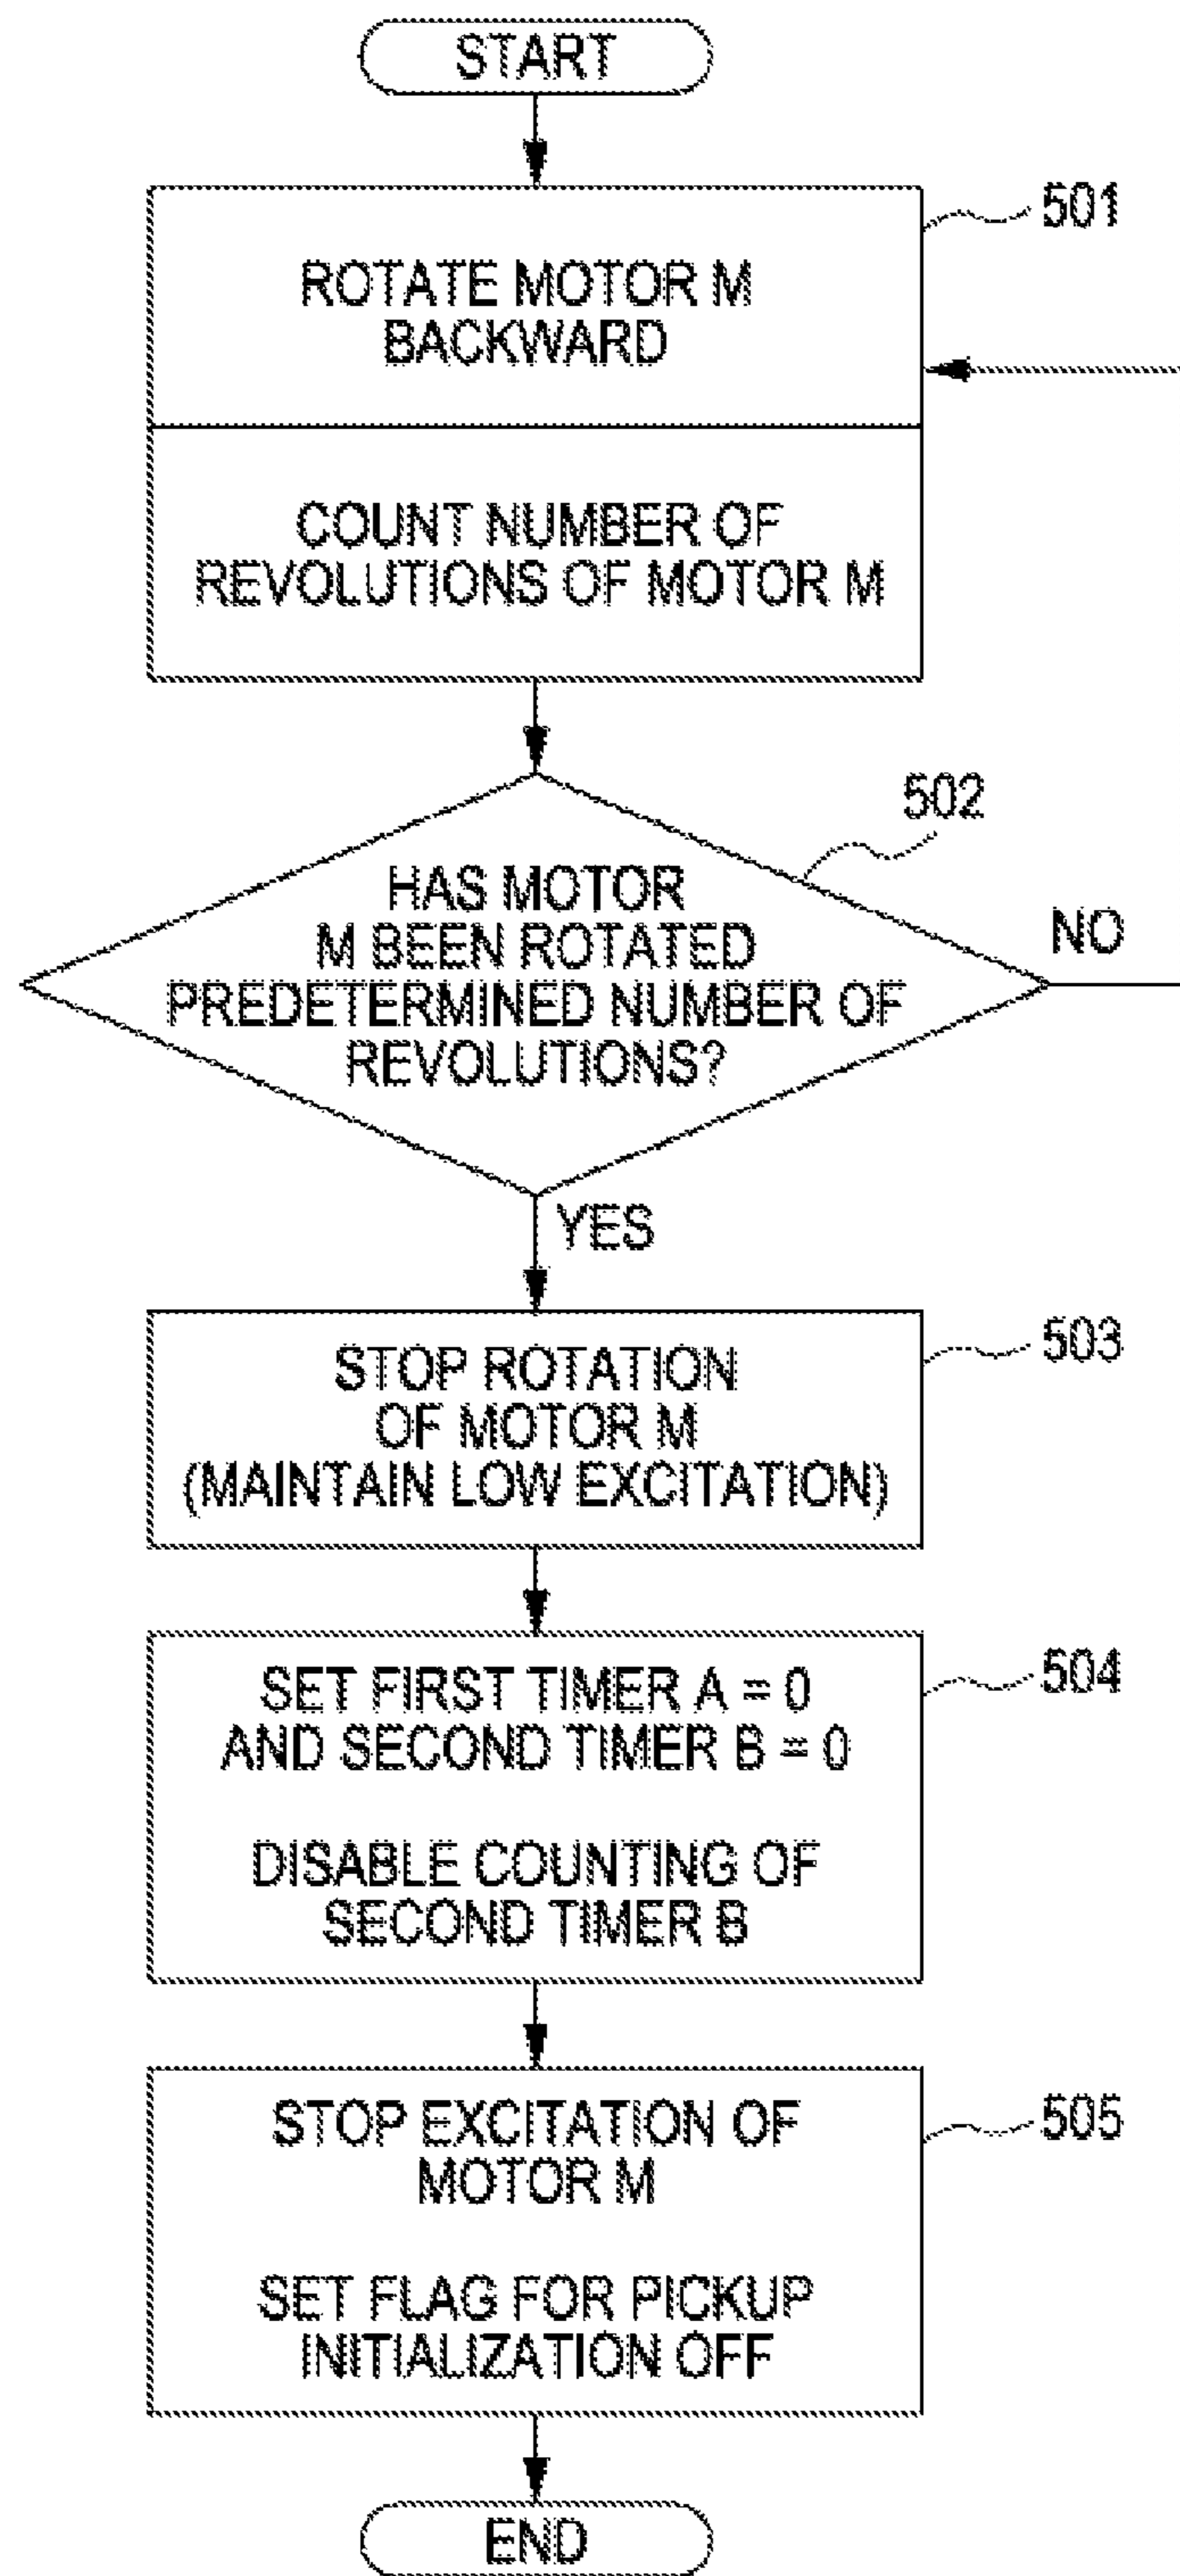 START
501
ROTATE MOTOR M
BACKWARD
COUNT NUMBER OF
REVOLUTIONS OF MOTOR M
502
HAS MOTOR
M BEEN ROTATED
PREDETERMINED NUMBER OF
REVOLUTIONS?
NO
YES
503
STOP ROTATION
OF MOTOR M
(MAINTAIN LOW EXCITATION)
504
SET FIRST TIMER A = 0
AND SECOND TIMER B = 0
DISABLE COUNTING OF
SECOND TIMER B
505
STOP EXCITATION OF
MOTOR M
SET FLAG FOR PICKUP
INITIALIZATION OFF
END